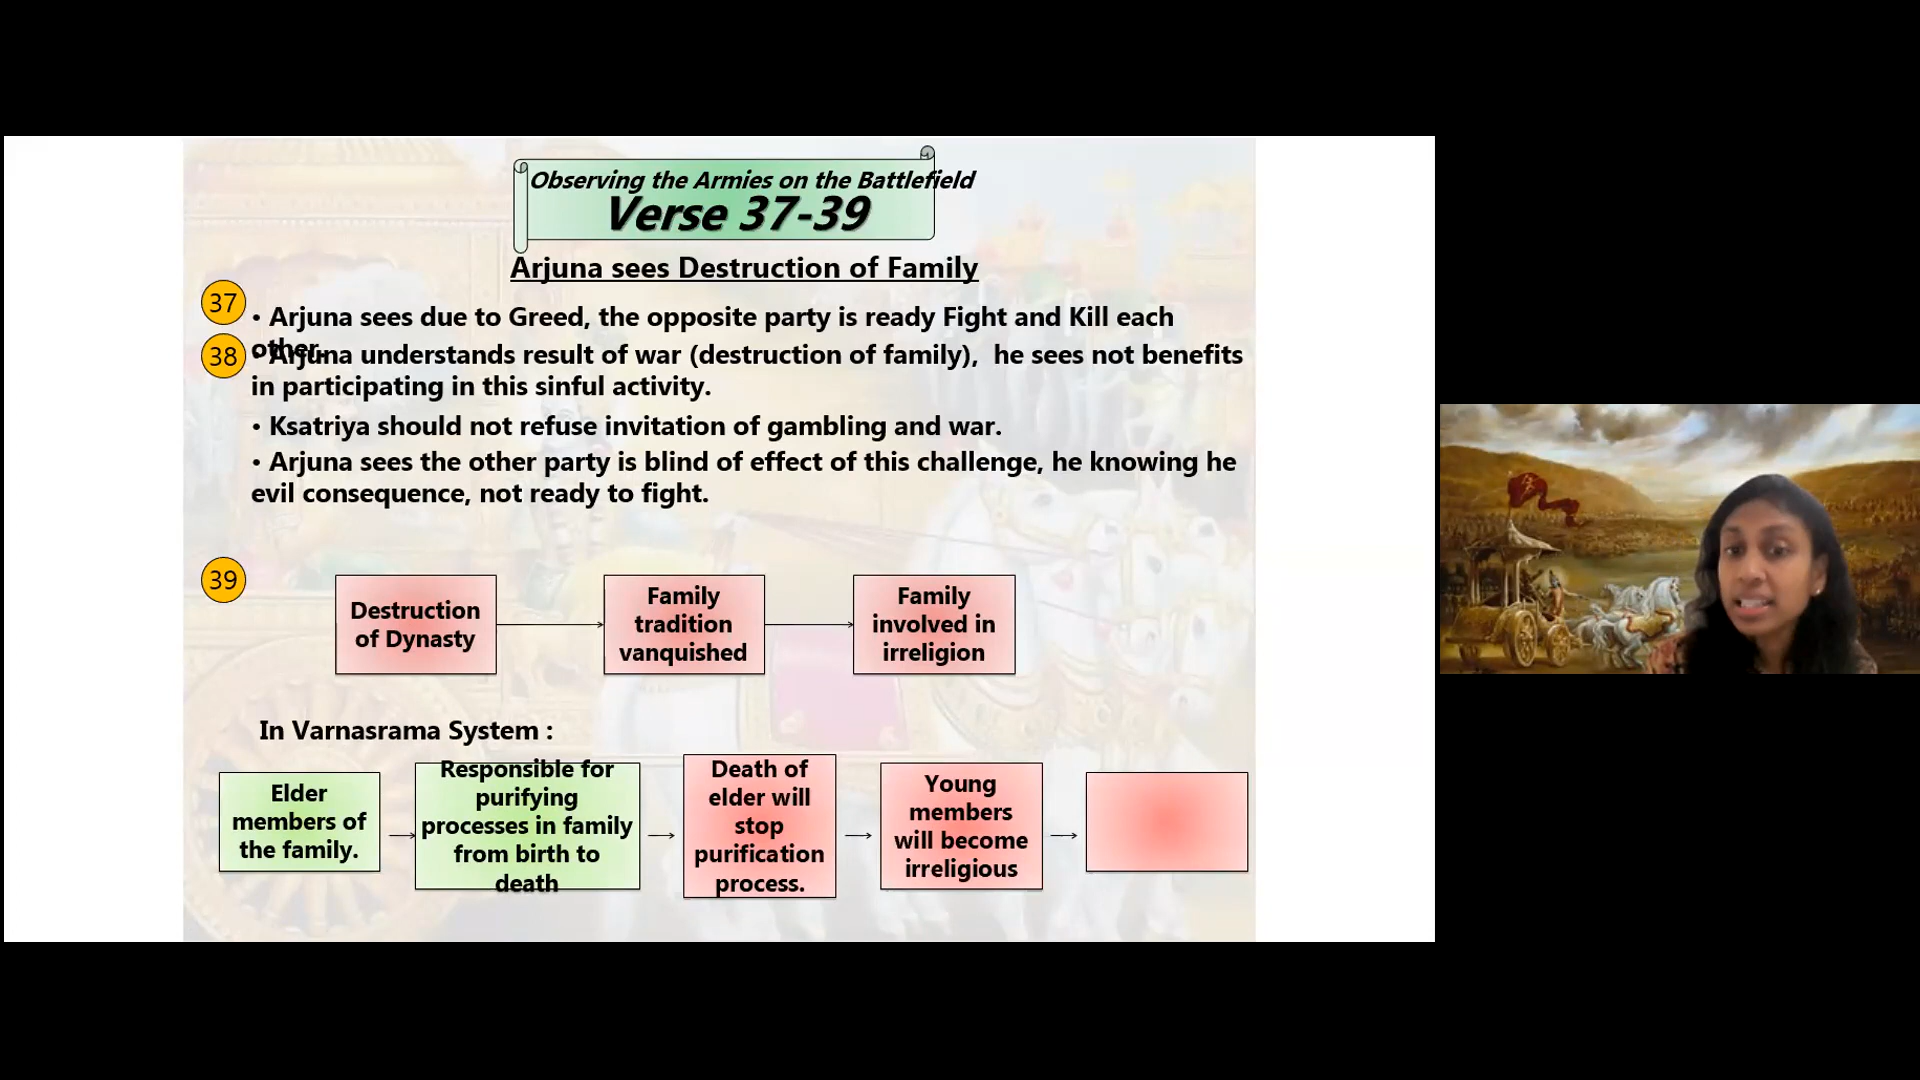 Observing the Armies on the Battlefield
Verse 37-39
Arjuna sees Destruction of Family
37
• Arjuna sees due to Greed, the opposite party is ready Fight and Kill each
other.
38
• Arjuna understands result of war (destruction of family),  he sees not benefits
in participating in this sinful activity.
• Ksatriya should not refuse invitation of gambling and war.
• Arjuna sees the other party is blind of effect of this challenge, he knowing he
evil consequence, not ready to fight.
39
Destruction
of Dynasty
Family
tradition
vanquished
Family
involved in
irreligion
In Varnasrama System :
Elder
members of
the family.
Responsible for
purifying
processes in family
from birth to
death
Death of
elder will
stop
purification
process.
Young
members
will become
irreligious